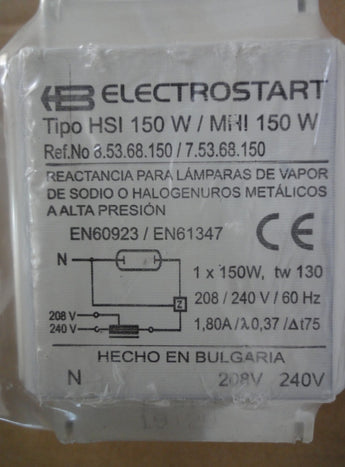 ELECTROSTART
Tipo HSI 150 W / MHI 150 W
Ref.No 8.53.68.150 / 7.53.68.150
REACTANCIA PARA LÁMPARAS DE VAPOR
DE SODIO O HALOGENUROS METÁLICOS
A ALTA PRESIÓN
EN60923 / EN61347
CE
N
1 x 150W, tw 130
Z
208 / 240 V / 60 Hz
208 V
240 V
1,80A / λ0,37 / Δt75
HECHO EN BULGARIA
N 208V 240V